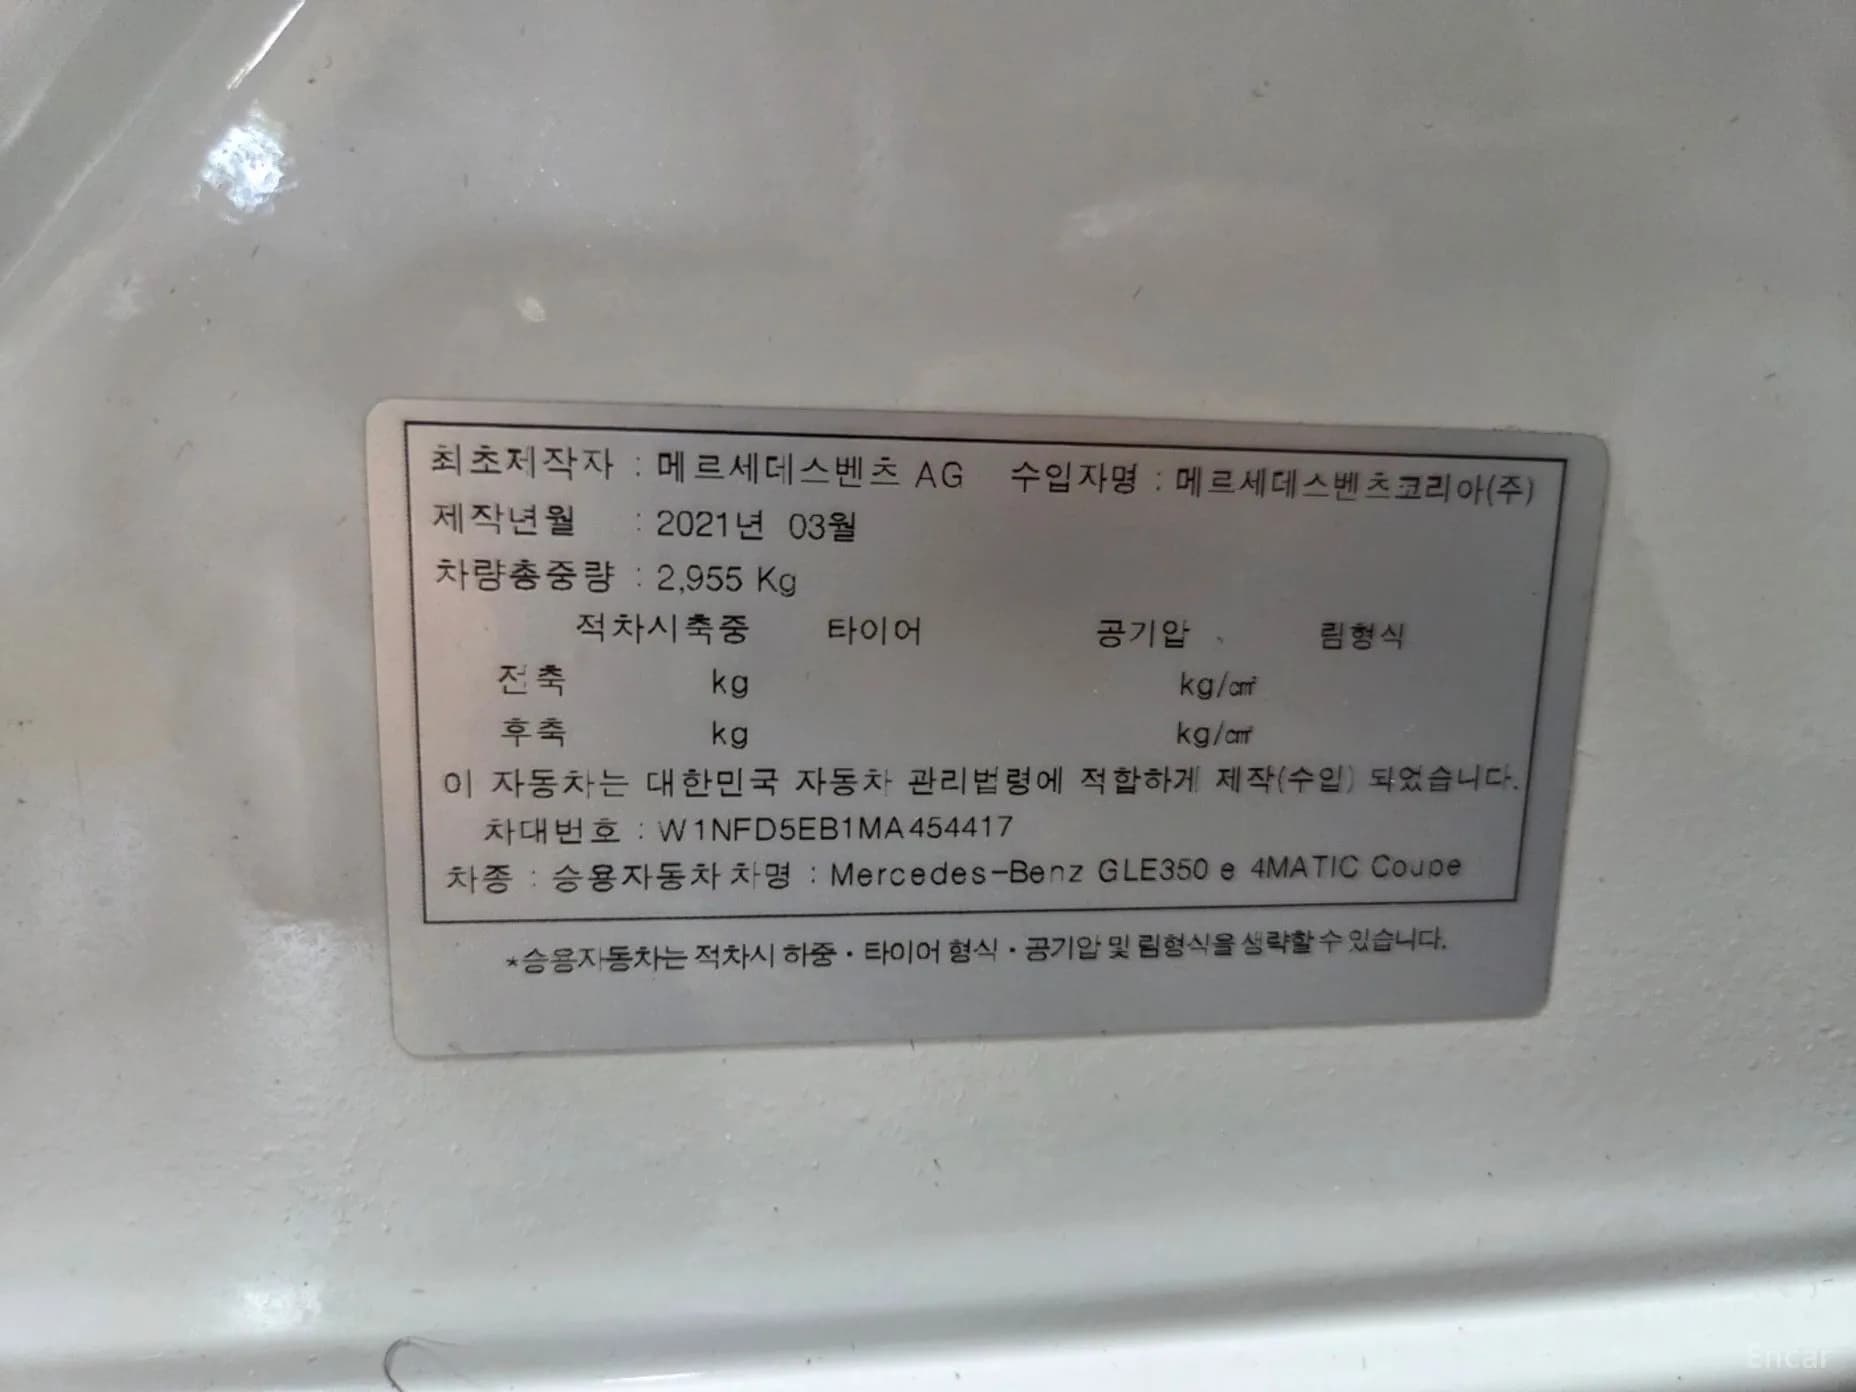 최초제작자 : 메르세데스벤츠 AG 수입자명 : 메르세데스벤츠코리아(주)
제작년월 : 2021년 03월
차량총중량 : 2,955 Kg
적차시축중 타이어 공기압 림형식
전축 kg kg/㎠
후축 kg kg/㎠
이 자동차는 대한민국 자동차 관리법령에 적합하게 제작(수입) 되었습니다.
차대번호 : W1NFD5EB1MA454417
차종 : 승용자동차 차명 : Mercedes-Benz GLE350 e 4MATIC Coupe
*승용자동차는 적차시 하중·타이어 형식·공기압 및 림형식을 생략할 수 있습니다.
Encar